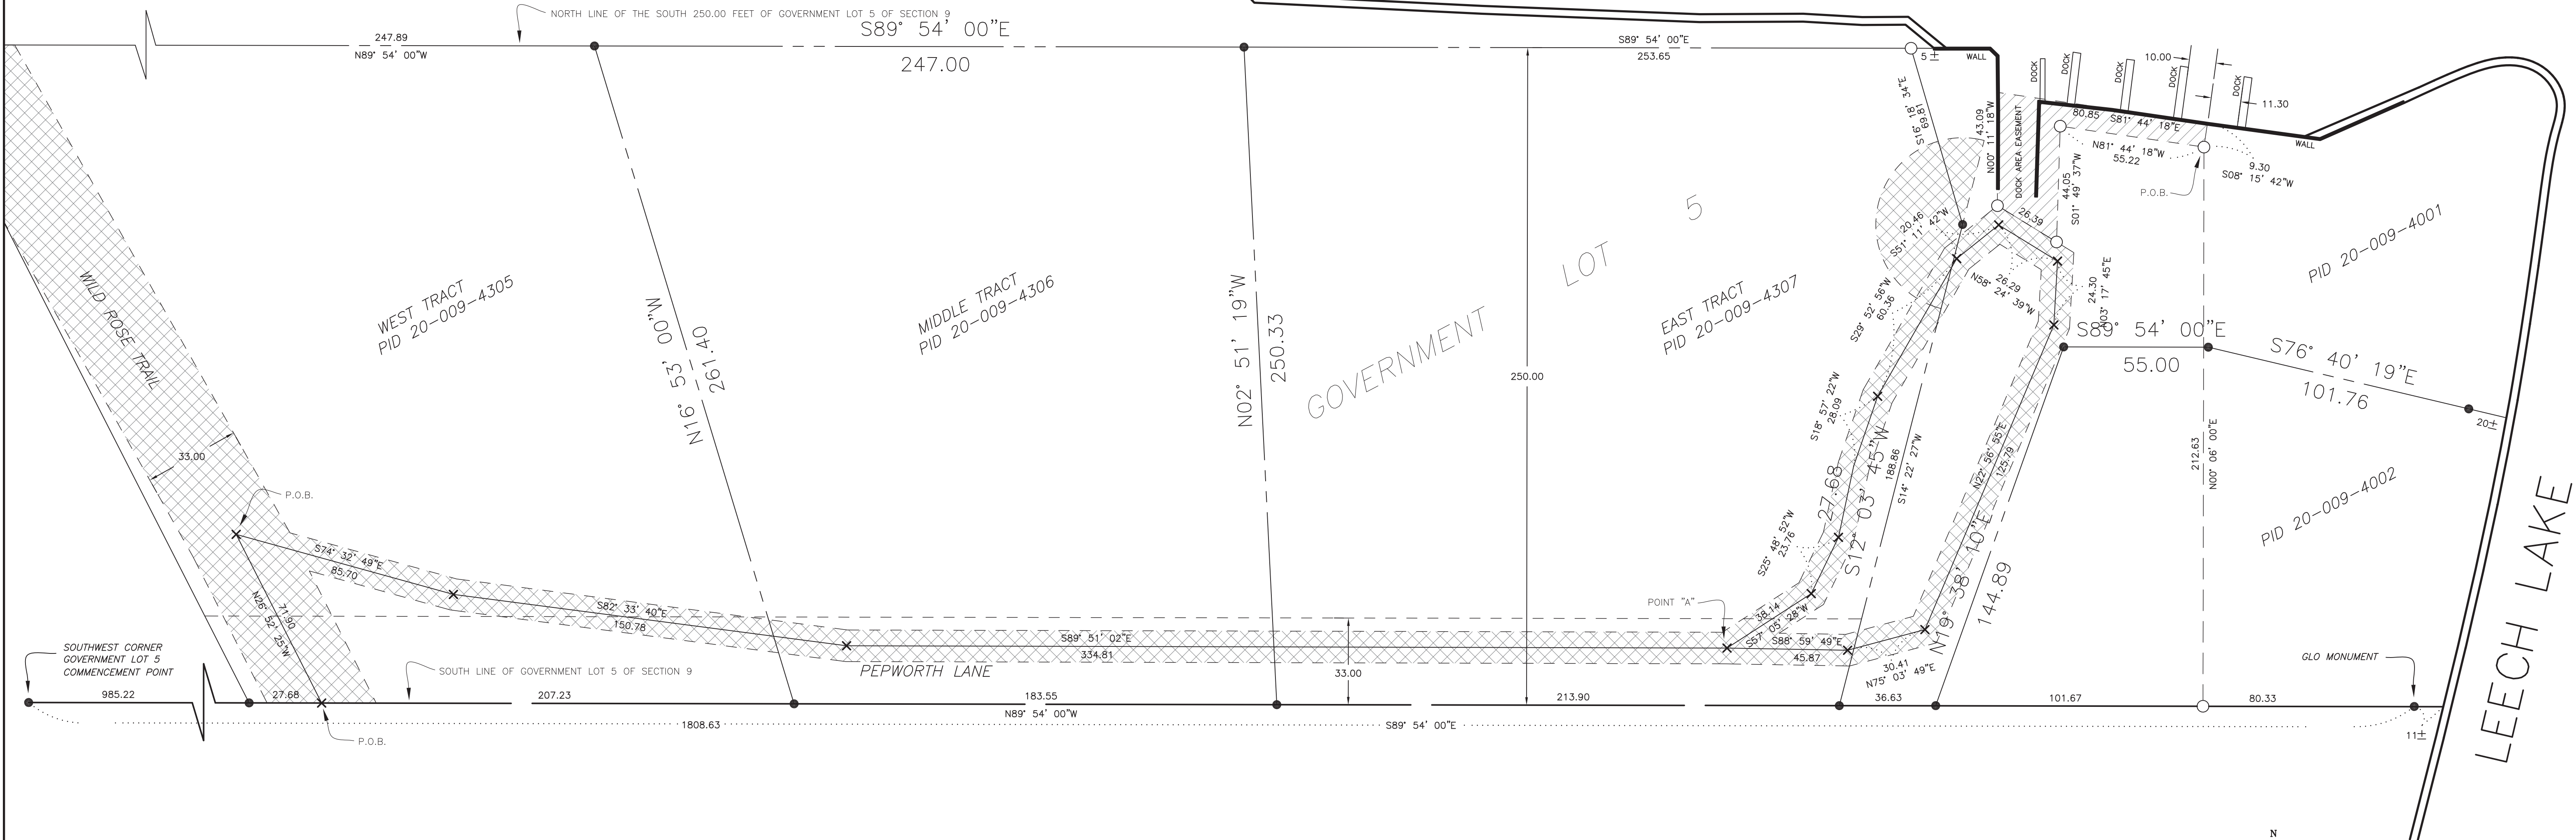 NORTH LINE OF THE SOUTH 250.00 FEET OF GOVERNMENT LOT 5 OF SECTION 9
247.89
N89° 54' 00"W
S89° 54' 00"E
247.00
S89° 54' 00"E
253.65
5±
WALL
DOCK
DOCK
DOCK
DOCK
DOCK
10.00
11.30
S16° 18' 34"E
69.81
43.09
N00° 11' 18"W
DOCK AREA EASEMENT
80.85
S81° 44' 18"E
WALL
N81° 44' 18"W
55.22
9.30
S08° 15' 42"W
P.O.B.
44.05
S01° 49' 37"W
26.39
20.46
S51° 11' 42"W
26.29
N58° 24' 39"W
24.30
N03° 17' 45"E
PID 20-009-4001
WILD ROSE TRAIL
WEST TRACT
PID 20-009-4305
N16° 53' 00"W
261.40
MIDDLE TRACT
PID 20-009-4306
N02° 51' 19"W
250.33
GOVERNMENT LOT 5
250.00
EAST TRACT
PID 20-009-4307
S29° 52' 56"W
60.36
S89° 54' 00"E
55.00
S76° 40' 19"E
101.76
20±
S18° 57' 22"W
28.09
27.68
S12° 03' 45"W
188.86
S14° 22' 27"W
N22° 56' 55"E
125.79
212.63
N00° 06' 00"E
PID 20-009-4002
33.00
P.O.B.
S74° 32' 49"E
85.70
71.90
N26° 52' 25"W
S82° 33' 40"E
150.78
S25° 48' 52"W
23.76
N19° 38' 10"E
144.89
POINT "A"
38.14
S57° 05' 28"W
S89° 51' 02"E
334.81
S88° 59' 49"E
45.87
30.41
N75° 03' 49"E
PEPWORTH LANE
33.00
SOUTHWEST CORNER
GOVERNMENT LOT 5
COMMENCEMENT POINT
SOUTH LINE OF GOVERNMENT LOT 5 OF SECTION 9
GLO MONUMENT
LEECH LAKE
985.22
27.68
207.23
183.55
N89° 54' 00"W
213.90
36.63
101.67
80.33
1808.63
S89° 54' 00"E
11±
P.O.B.
N